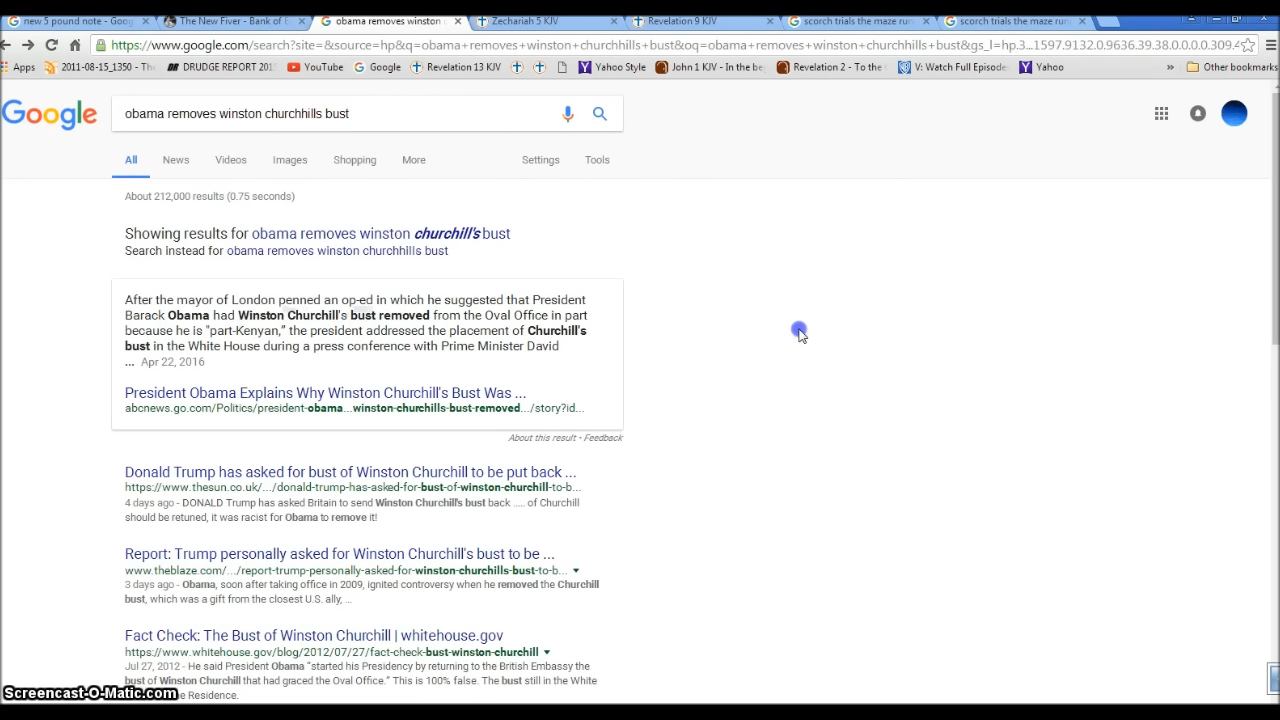 new 5 pound note - Goog
The New Fiver - Bank of E
obama removes winston
Zechariah 5 KJV
Revelation 9 KJV
scorch trials the maze run
scorch trials the maze run
https://www.google.com/search?site=&source=hp&q=obama+removes+winston+churchhills+bust&oq=obama+removes+winston+churchhills+bust&gs_l=hp.3...1597.9132.0.9636.39.38.0.0.0.0.309.4
Apps
2011-08-15_1350 - The
DRUDGE REPORT 201
YouTube
Google
Revelation 13 KJV
Yahoo Style
John 1 KJV - In the be
Revelation 2 - To the
V: Watch Full Episode
Yahoo
»
Other bookmarks
Google
obama removes winston churchhills bust
All News Videos Images Shopping More Settings Tools
About 212,000 results (0.75 seconds)
Showing results for obama removes winston churchill's bust
Search instead for obama removes winston churchhills bust
After the mayor of London penned an op-ed in which he suggested that President
Barack Obama had Winston Churchill's bust removed from the Oval Office in part
because he is "part-Kenyan," the president addressed the placement of Churchill's
bust in the White House during a press conference with Prime Minister David
... Apr 22, 2016
President Obama Explains Why Winston Churchill's Bust Was ...
abcnews.go.com/Politics/president-obama...winston-churchills-bust-removed.../story?id...
About this result • Feedback
Donald Trump has asked for bust of Winston Churchill to be put back ...
https://www.thesun.co.uk/.../donald-trump-has-asked-for-bust-of-winston-churchill-to-b...
4 days ago - DONALD Trump has asked Britain to send Winston Churchill's bust back ..... of Churchill
should be retuned, it was racist for Obama to remove it!
Report: Trump personally asked for Winston Churchill's bust to be ...
www.theblaze.com/.../report-trump-personally-asked-for-winston-churchills-bust-to-b...
3 days ago - Obama, soon after taking office in 2009, ignited controversy when he removed the Churchill
bust, which was a gift from the closest U.S. ally, ...
Fact Check: The Bust of Winston Churchill | whitehouse.gov
https://www.whitehouse.gov/blog/2012/07/27/fact-check-bust-winston-churchill
Jul 27, 2012 - He said President Obama "started his Presidency by returning to the British Embassy the
bust of Winston Churchill that had graced the Oval Office." This is 100% false. The bust still in the White
e Residence.
Screencast-O-Matic.com